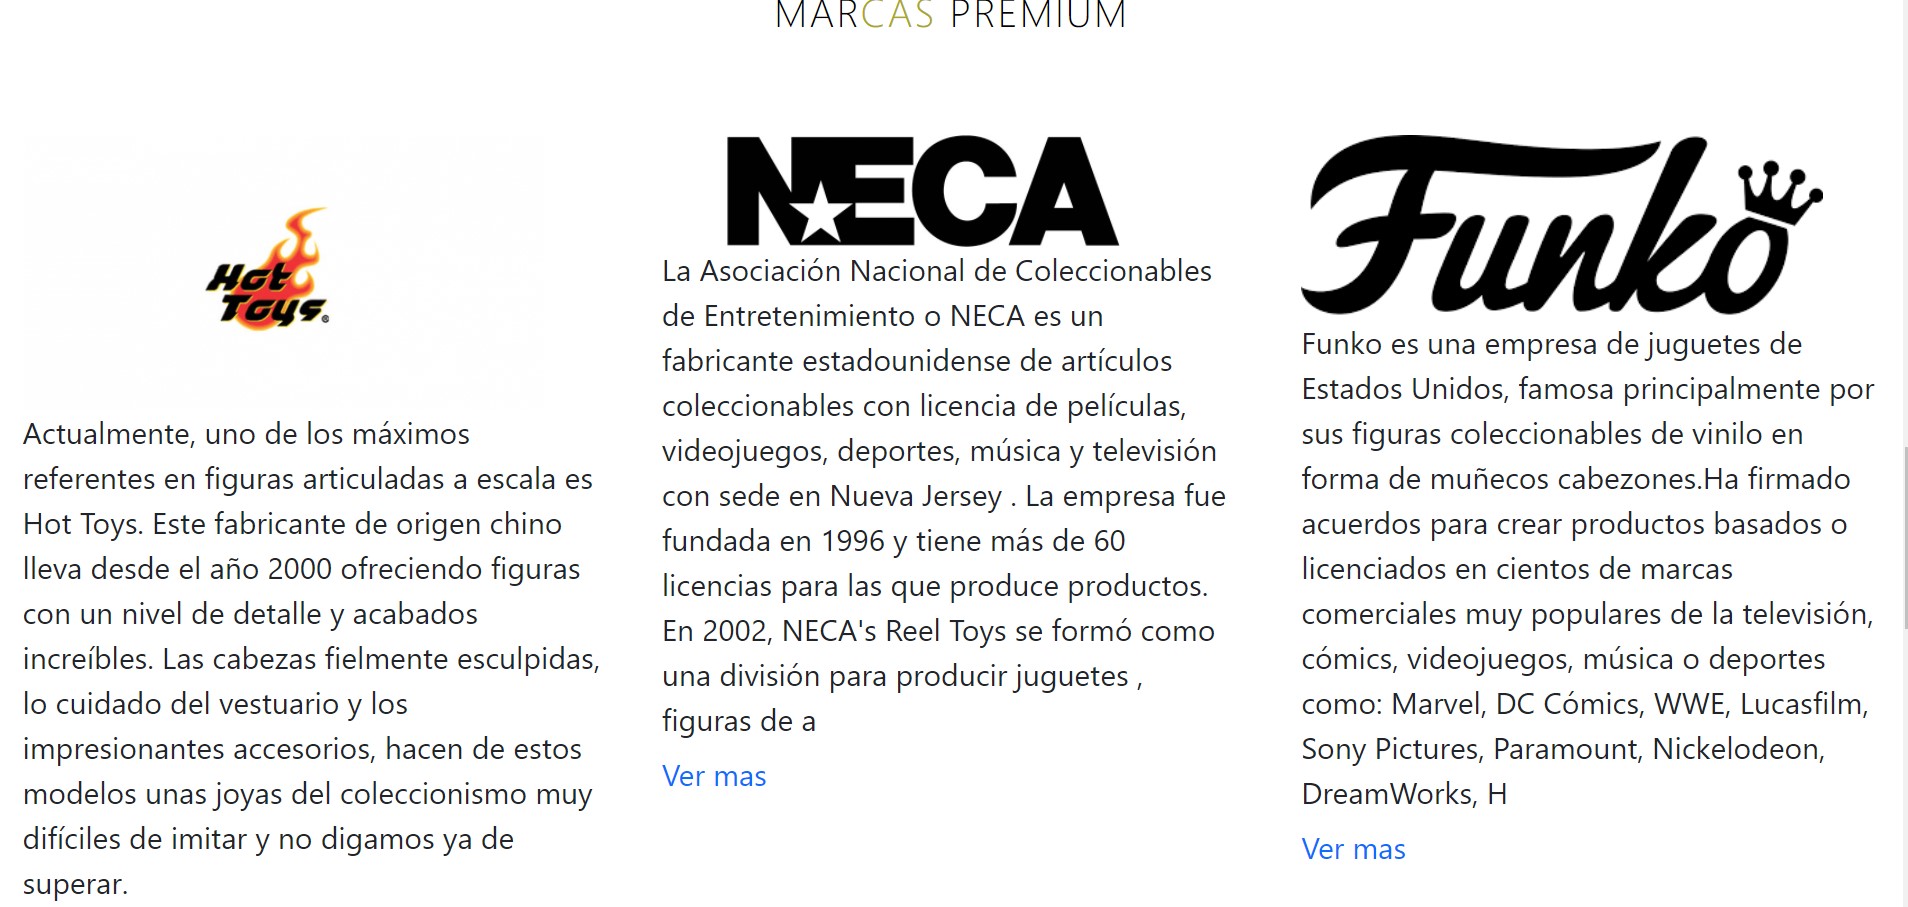 MARCAS PREMIUM
Hot
Toys®
Actualmente, uno de los máximos
referentes en figuras articuladas a escala es
Hot Toys. Este fabricante de origen chino
lleva desde el año 2000 ofreciendo figuras
con un nivel de detalle y acabados
increíbles. Las cabezas fielmente esculpidas,
lo cuidado del vestuario y los
impresionantes accesorios, hacen de estos
modelos unas joyas del coleccionismo muy
difíciles de imitar y no digamos ya de
superar.
NECA
La Asociación Nacional de Coleccionables
de Entretenimiento o NECA es un
fabricante estadounidense de artículos
coleccionables con licencia de películas,
videojuegos, deportes, música y televisión
con sede en Nueva Jersey . La empresa fue
fundada en 1996 y tiene más de 60
licencias para las que produce productos.
En 2002, NECA's Reel Toys se formó como
una división para producir juguetes ,
figuras de a
Ver mas
Funko
Funko es una empresa de juguetes de
Estados Unidos, famosa principalmente por
sus figuras coleccionables de vinilo en
forma de muñecos cabezones.Ha firmado
acuerdos para crear productos basados o
licenciados en cientos de marcas
comerciales muy populares de la televisión,
cómics, videojuegos, música o deportes
como: Marvel, DC Cómics, WWE, Lucasfilm,
Sony Pictures, Paramount, Nickelodeon,
DreamWorks, H
Ver mas